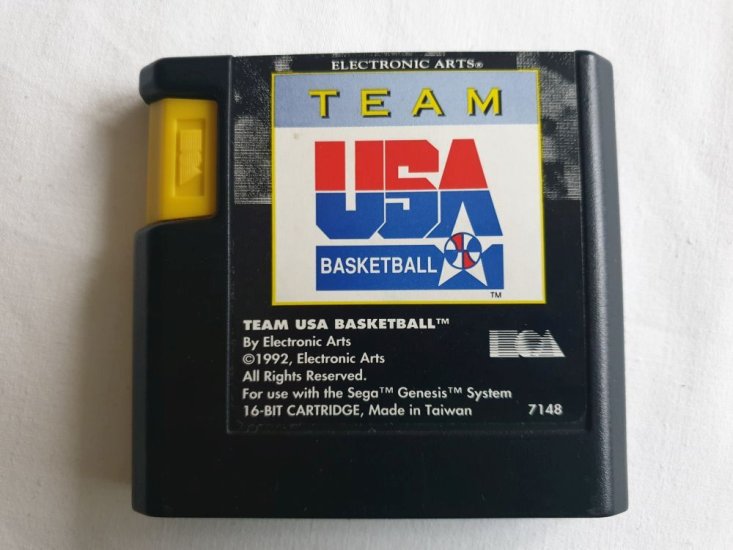 ELECTRONIC ARTS®
TEAM
USA
BASKETBALL
TM
TEAM USA BASKETBALL™
By Electronic Arts
©1992, Electronic Arts
All Rights Reserved.
For use with the Sega™ Genesis™ System
16-BIT CARTRIDGE, Made in Taiwan 7148